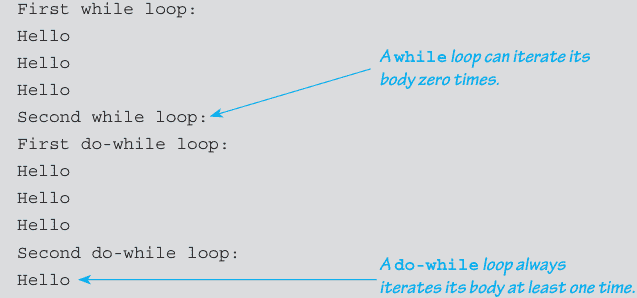 First while loop:
Hello
Hello
Hello
Second while loop:
First do-while loop:
Hello
Hello
Hello
Second do-while loop:
Hello
A while loop can iterate its
body zero times.
A do-while loop always
iterates its body at least one time.